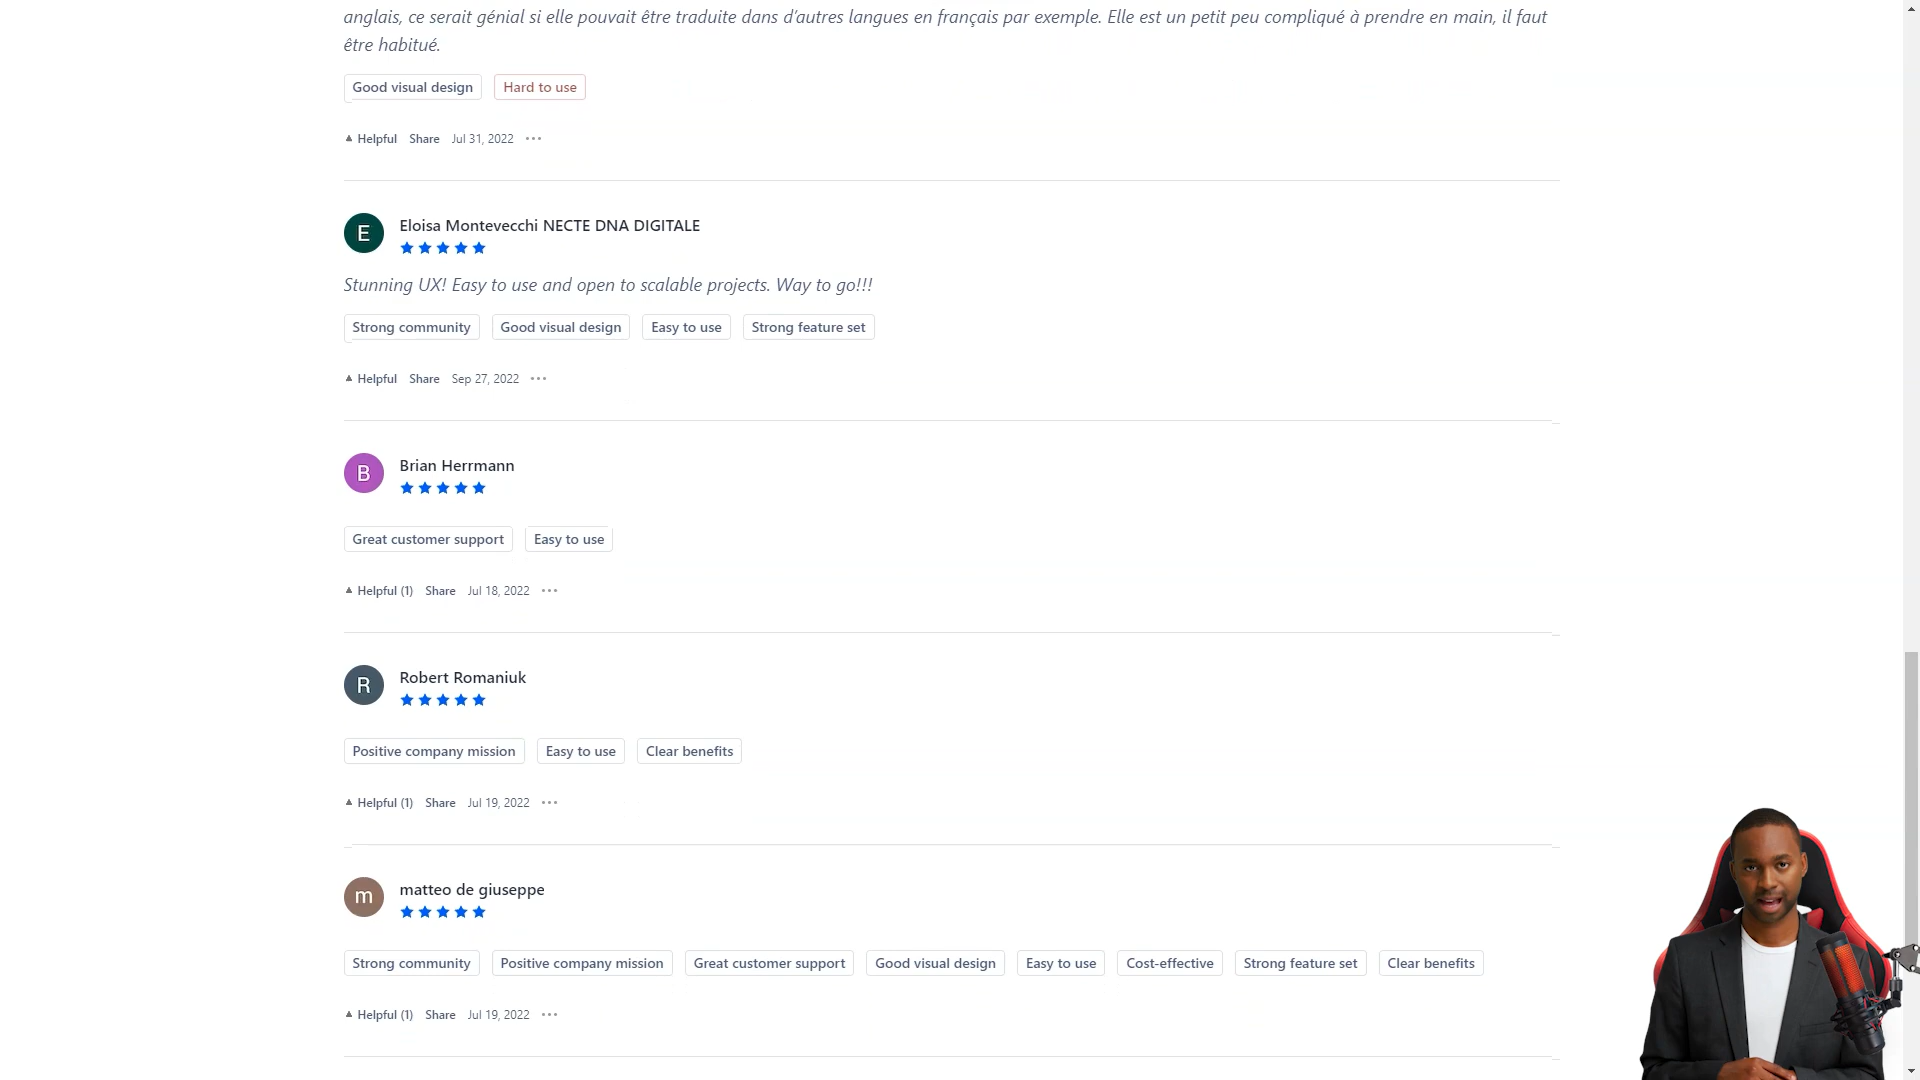 anglais, ce serait génial si elle pouvait être traduite dans d'autres langues en français par exemple. Elle est un petit peu compliqué à prendre en main, il faut
être habitué.
Good visual design Hard to use
Helpful Share Jul 31, 2022
E Eloisa Montevecchi NECTE DNA DIGITALE
Stunning UX! Easy to use and open to scalable projects. Way to go!!!
Strong community Good visual design Easy to use Strong feature set
Helpful Share Sep 27, 2022
B Brian Herrmann
Great customer support Easy to use
Helpful (1) Share Jul 18, 2022
R Robert Romaniuk
Positive company mission Easy to use Clear benefits
Helpful (1) Share Jul 19, 2022
m matteo de giuseppe
Strong community Positive company mission Great customer support Good visual design Easy to use Cost-effective Strong feature set Clear benefits
Helpful (1) Share Jul 19, 2022